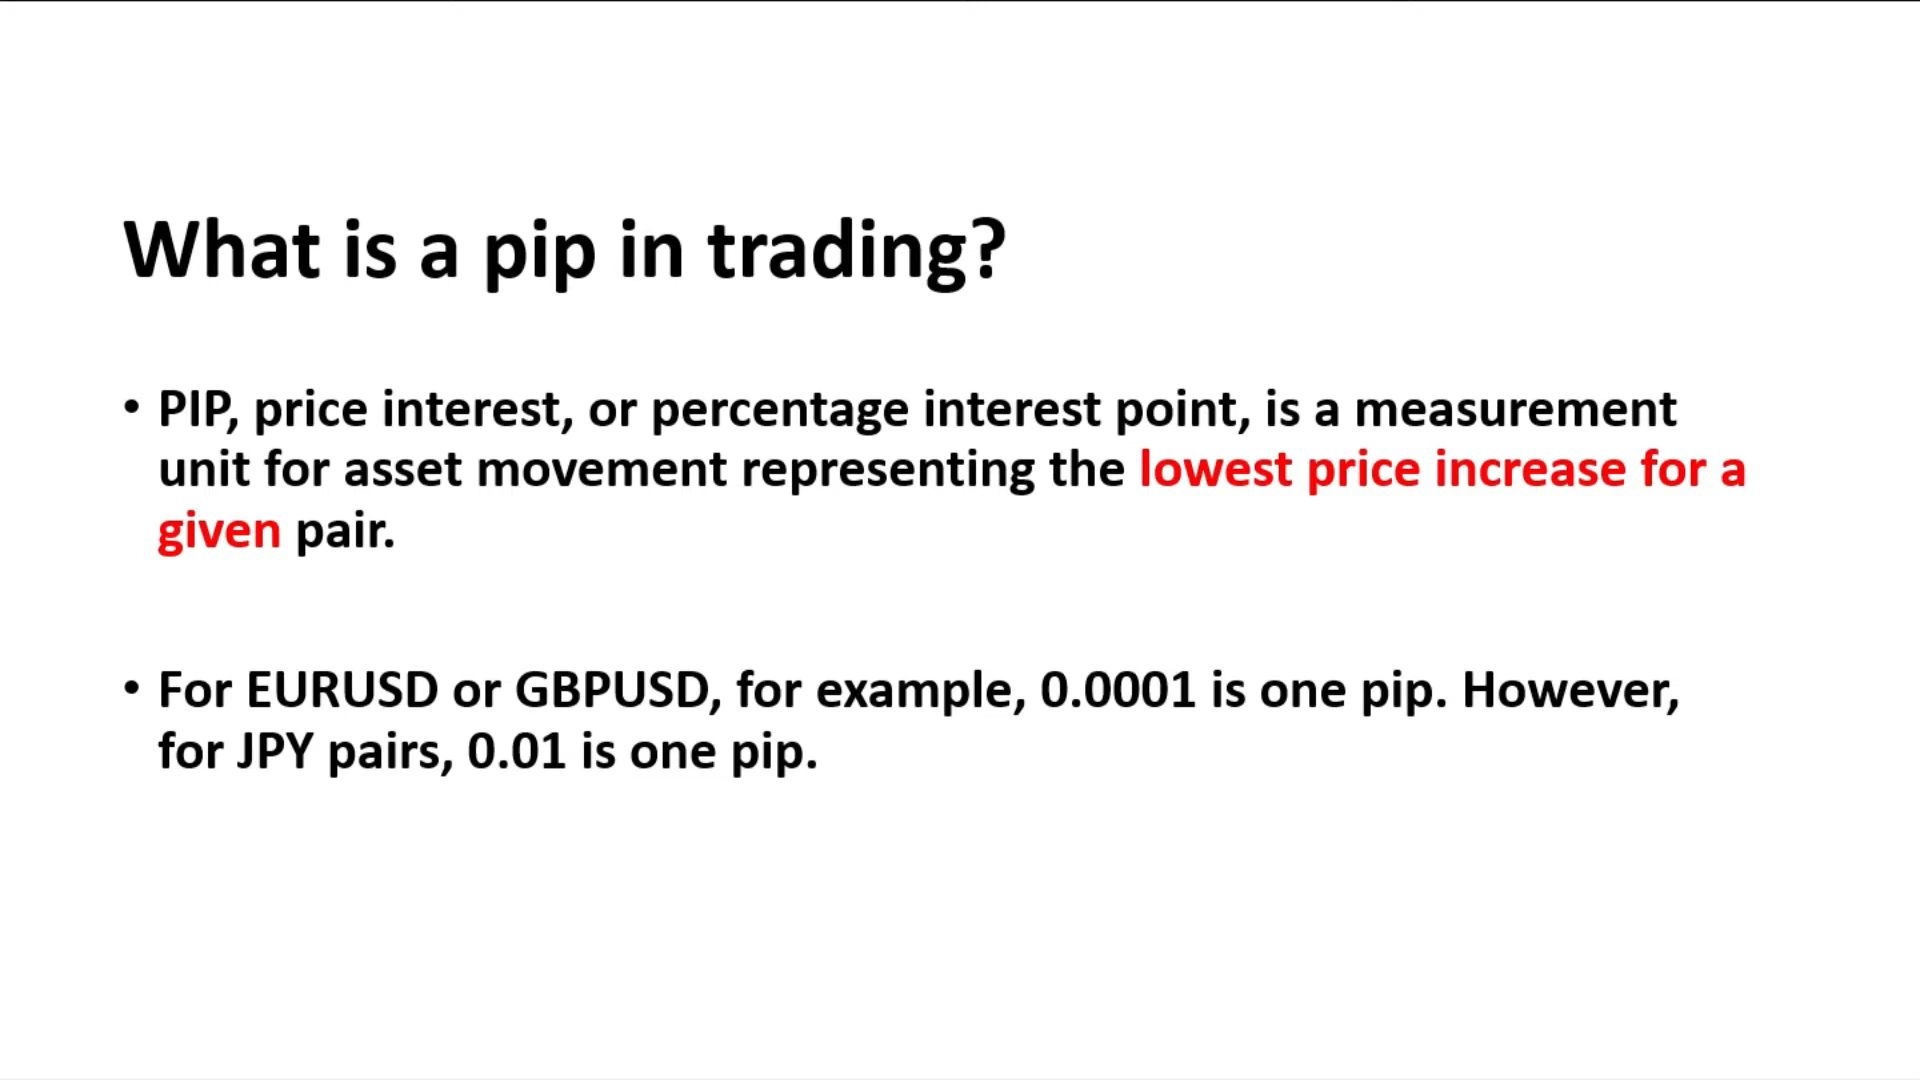 What is a pip in trading?
• PIP, price interest, or percentage interest point, is a measurement
unit for asset movement representing the lowest price increase for a
given pair.
• For EURUSD or GBPUSD, for example, 0.0001 is one pip. However,
for JPY pairs, 0.01 is one pip.